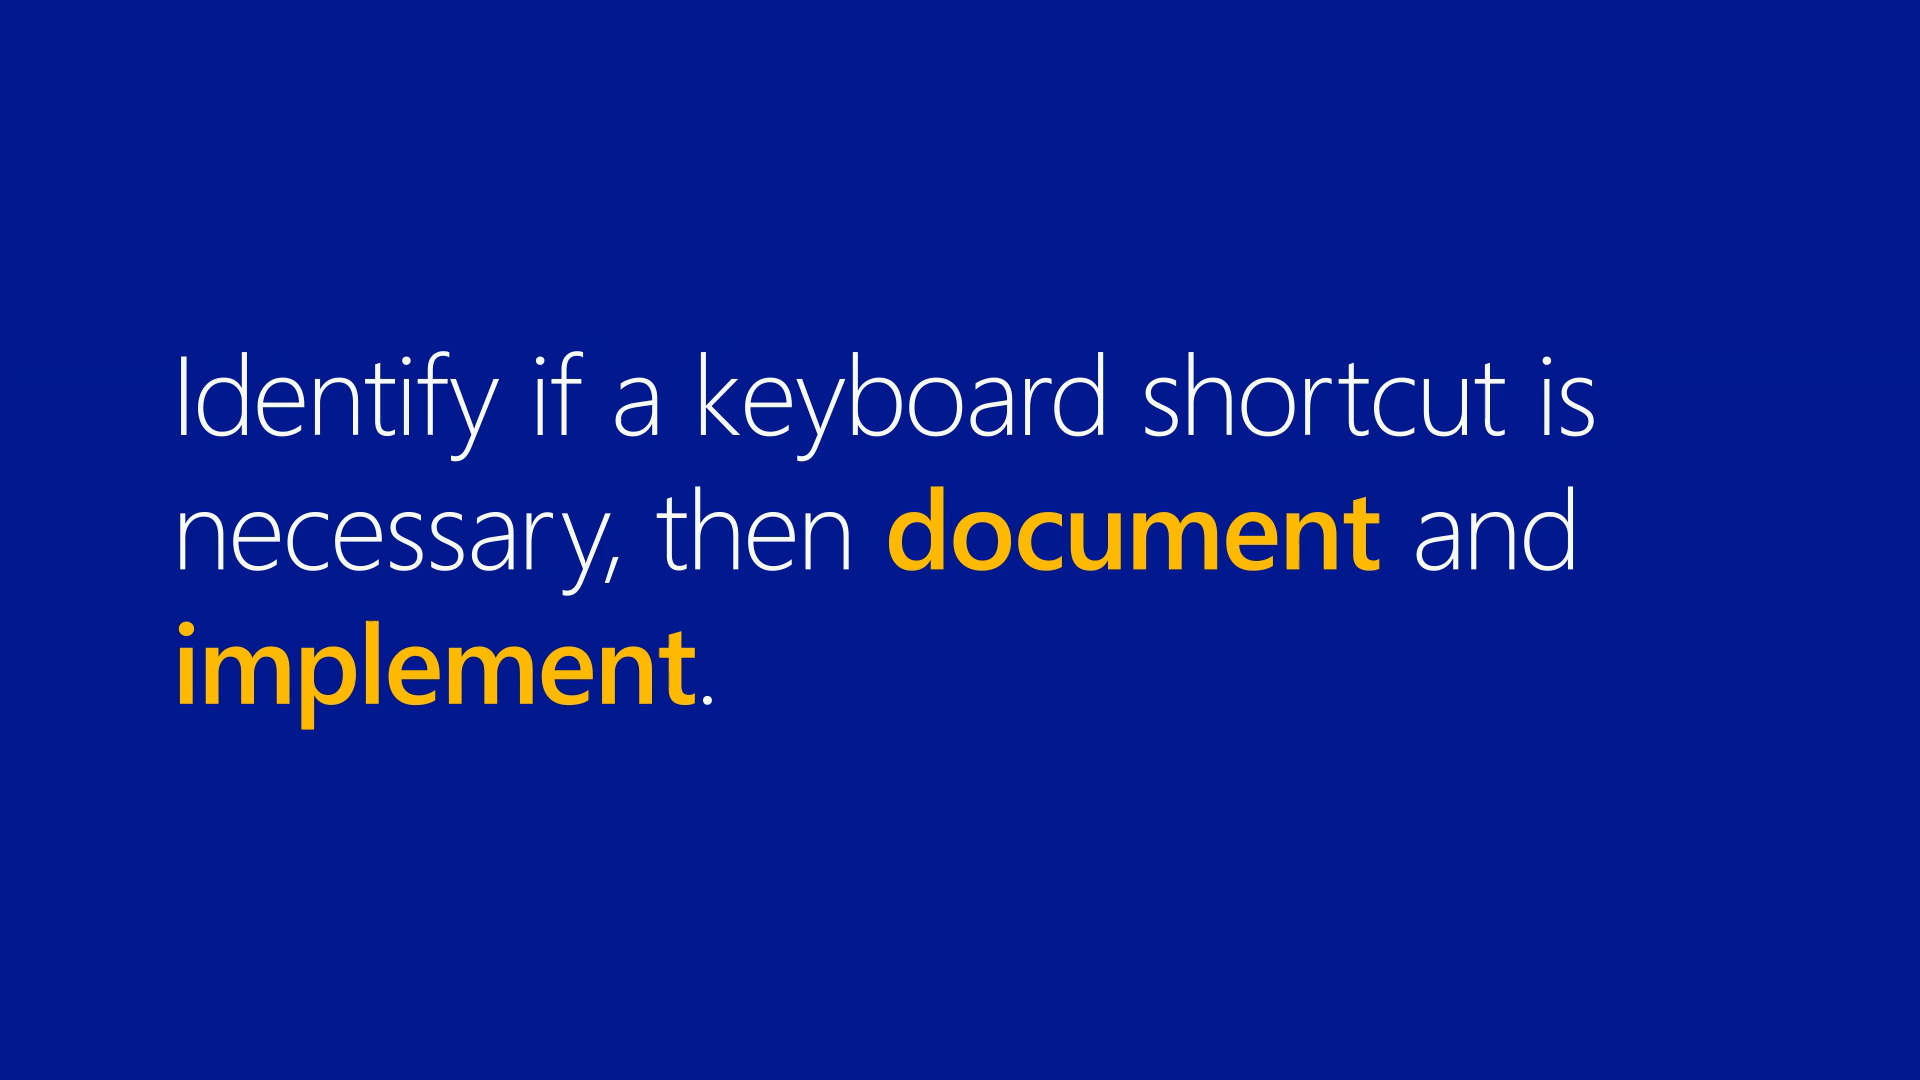 Identify if a keyboard shortcut is
necessary, then document and
implement.